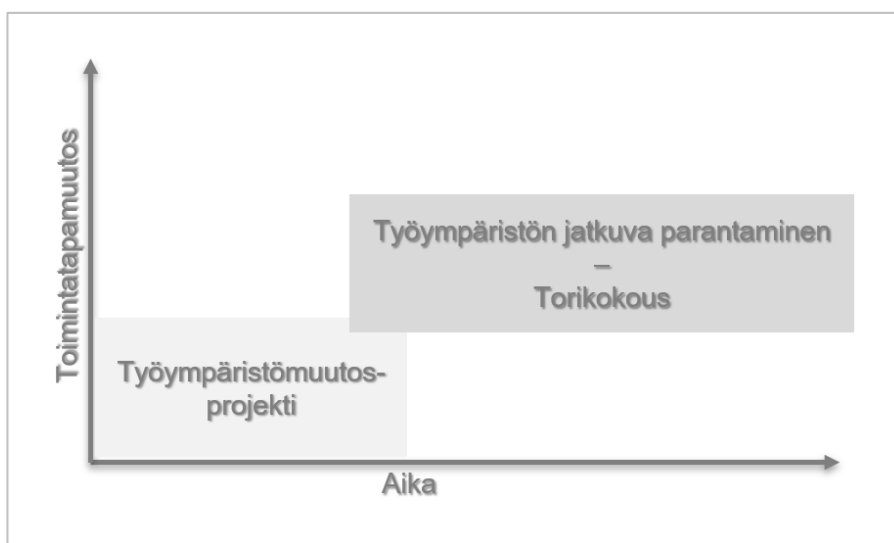 Toimintatapamuutos
Työympäristön jatkuva parantaminen
–
Torikokous
Työympäristömuutos-
projekti
Aika